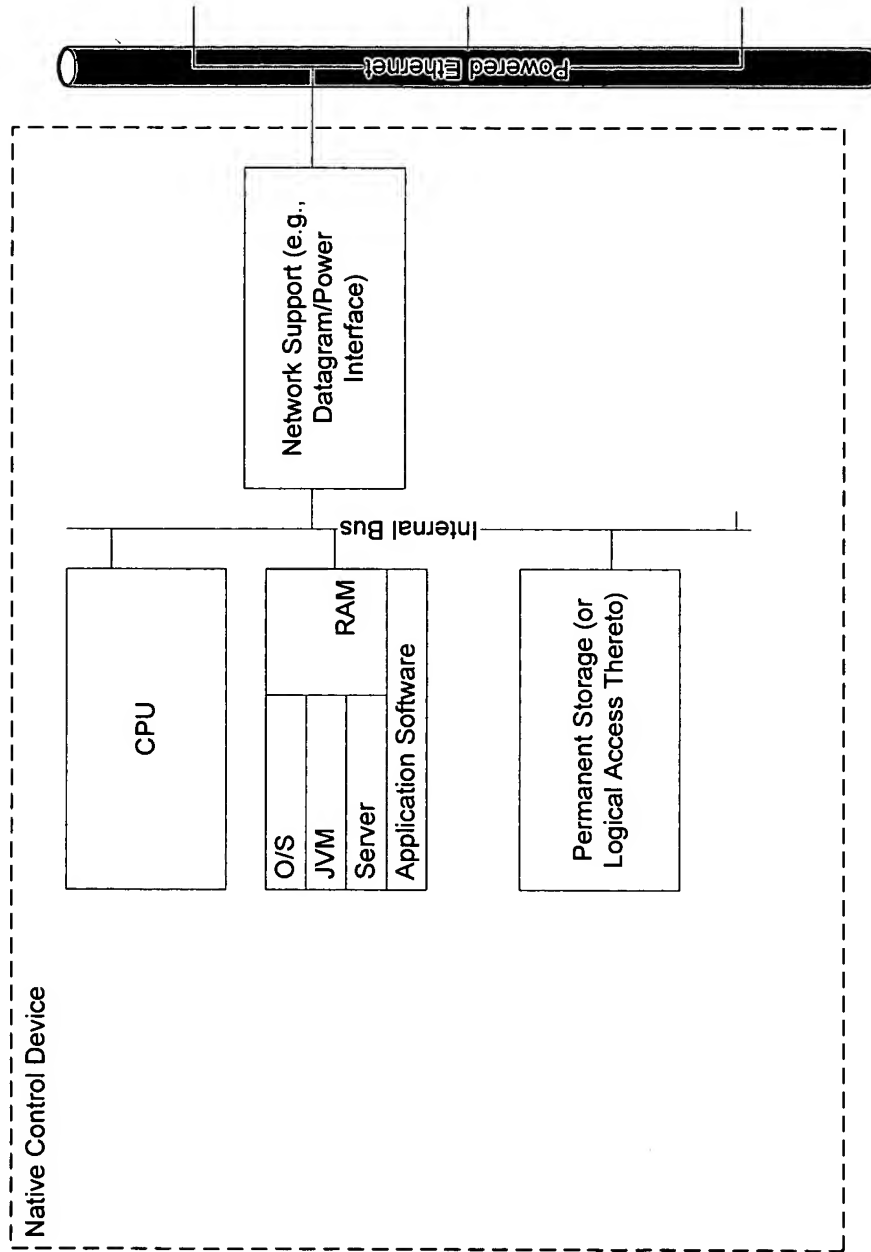 Native Control Device
CPU
O/S
JVM
Server
RAM
Application Software
Permanent Storage (or
Logical Access Thereto)
Internal Bus
Network Support (e.g.,
Datagram/Power
Interface)
Powered Ethernet